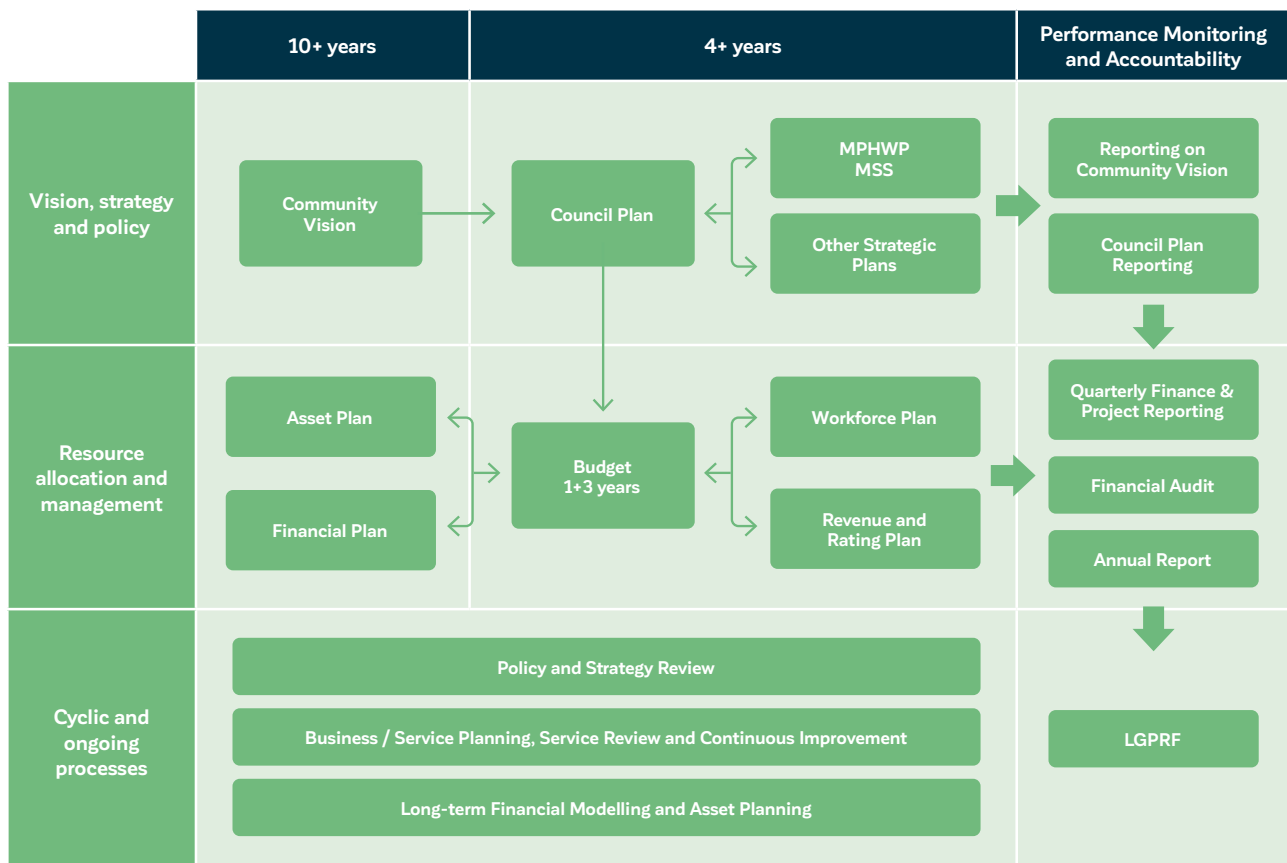 10+ years
4+ years
Performance Monitoring
and Accountability
Vision, strategy
and policy
Community
Vision
Council Plan
MPHWP
MSS
Other Strategic
Plans
Reporting on
Community Vision
Council Plan
Reporting
Resource
allocation and
management
Asset Plan
Financial Plan
Budget
1+3 years
Workforce Plan
Revenue and
Rating Plan
Quarterly Finance &
Project Reporting
Financial Audit
Annual Report
Cyclic and
ongoing
processes
Policy and Strategy Review
Business / Service Planning, Service Review and Continuous Improvement
Long-term Financial Modelling and Asset Planning
LGPRF